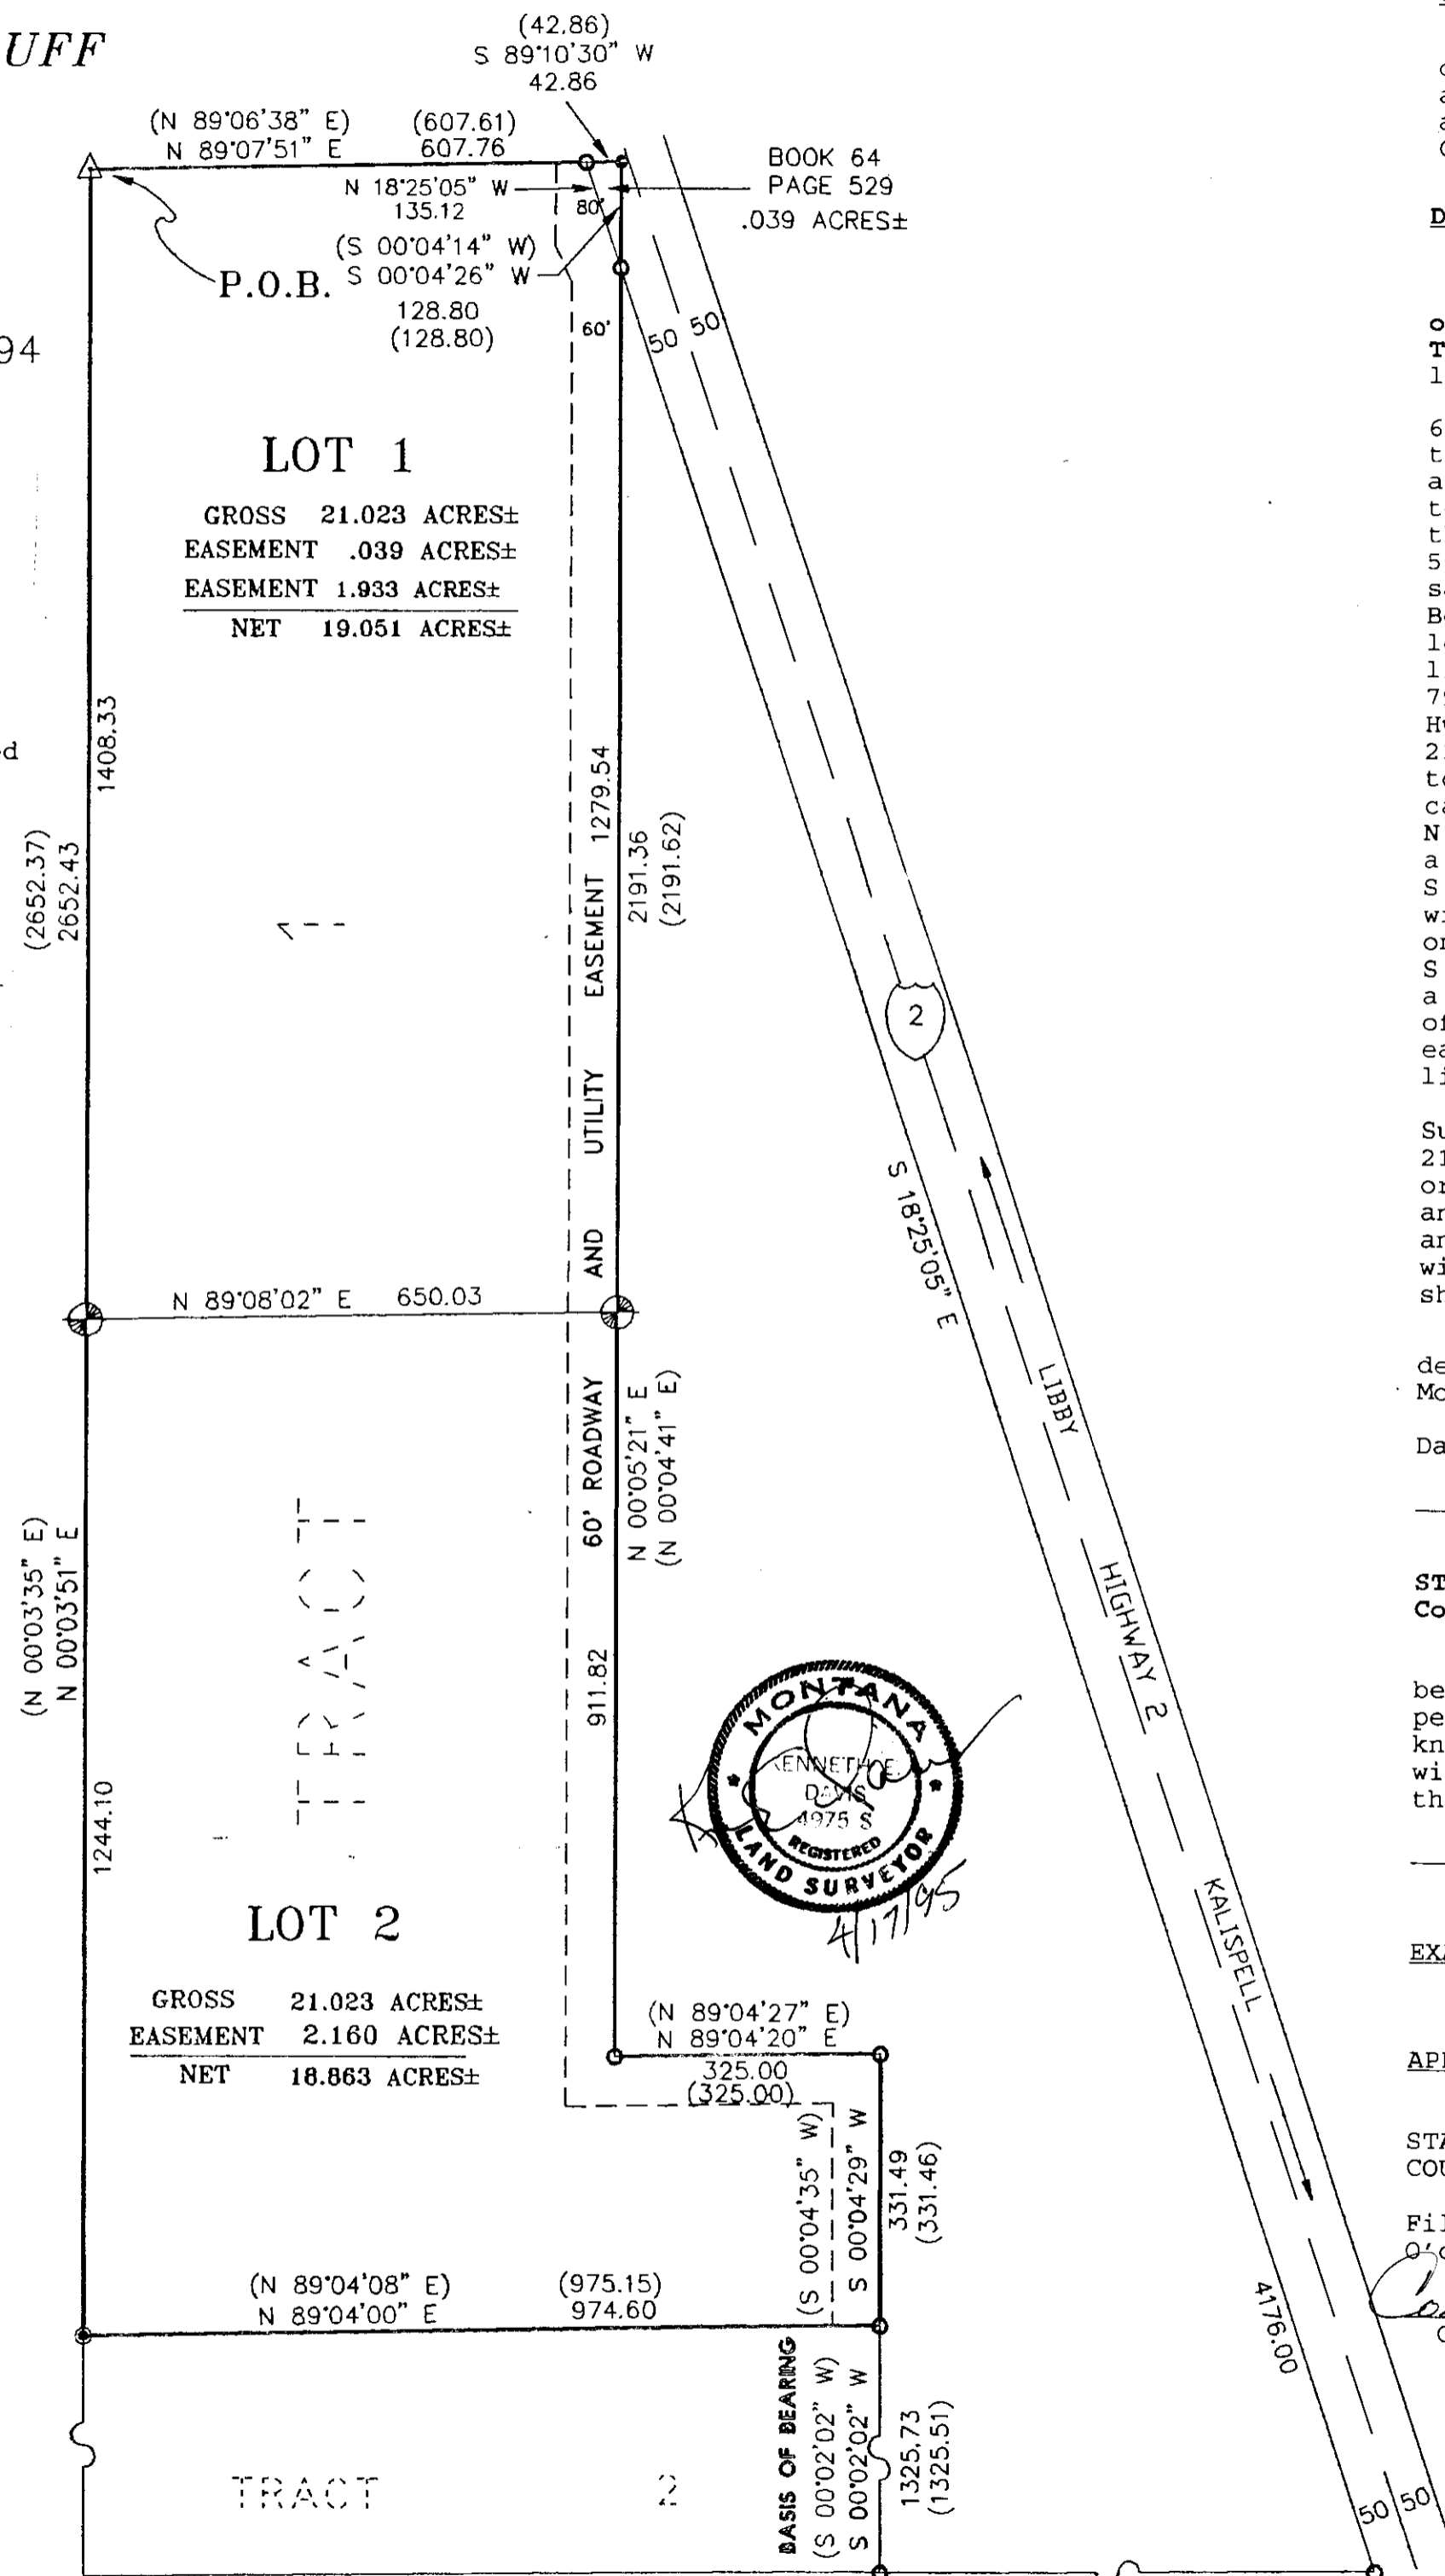 UFF
(42.86)
S 89°10'30" W
42.86
(N 89°06'38" E) (607.61)
N 89°07'51" E 607.76
N 18°25'05" W
135.12
80'
BOOK 64
PAGE 529
.039 ACRES±
(S 00°04'14" W)
S 00°04'26" W
128.80
(128.80)
P.O.B.
60'
50 50
94
LOT 1
GROSS 21.023 ACRES±
EASEMENT .039 ACRES±
EASEMENT 1.933 ACRES±
NET 19.051 ACRES±
1408.33
(2652.37)
2652.43
1279.54
2191.36
(2191.62)
60' ROADWAY AND UTILITY EASEMENT
1
2
S 18°25'05" E
N 89°08'02" E 650.03
LIBBY
HIGHWAY 2
KALISPELL
N 00°05'21" E
(N 00°04'41" E)
(N 00°03'35" E)
N 00°03'51" E
TRACT
911.82
1244.10
MONTANA
KENNETH E.
DAVIS
4975 S
REGISTERED
LAND SURVEYOR
4/17/95
LOT 2
GROSS 21.023 ACRES±
EASEMENT 2.160 ACRES±
NET 18.863 ACRES±
(N 89°04'27" E)
N 89°04'20" E
325.00
(325.00)
(S 00°04'35" W)
S 00°04'29" W
331.49
(331.46)
(N 89°04'08" E) (975.15)
N 89°04'00" E 974.60
4176.00
BASIS OF BEARING
(S 00°02'02" W)
S 00°02'02" W
1325.73
(1325.51)
TRACT 2
50 50